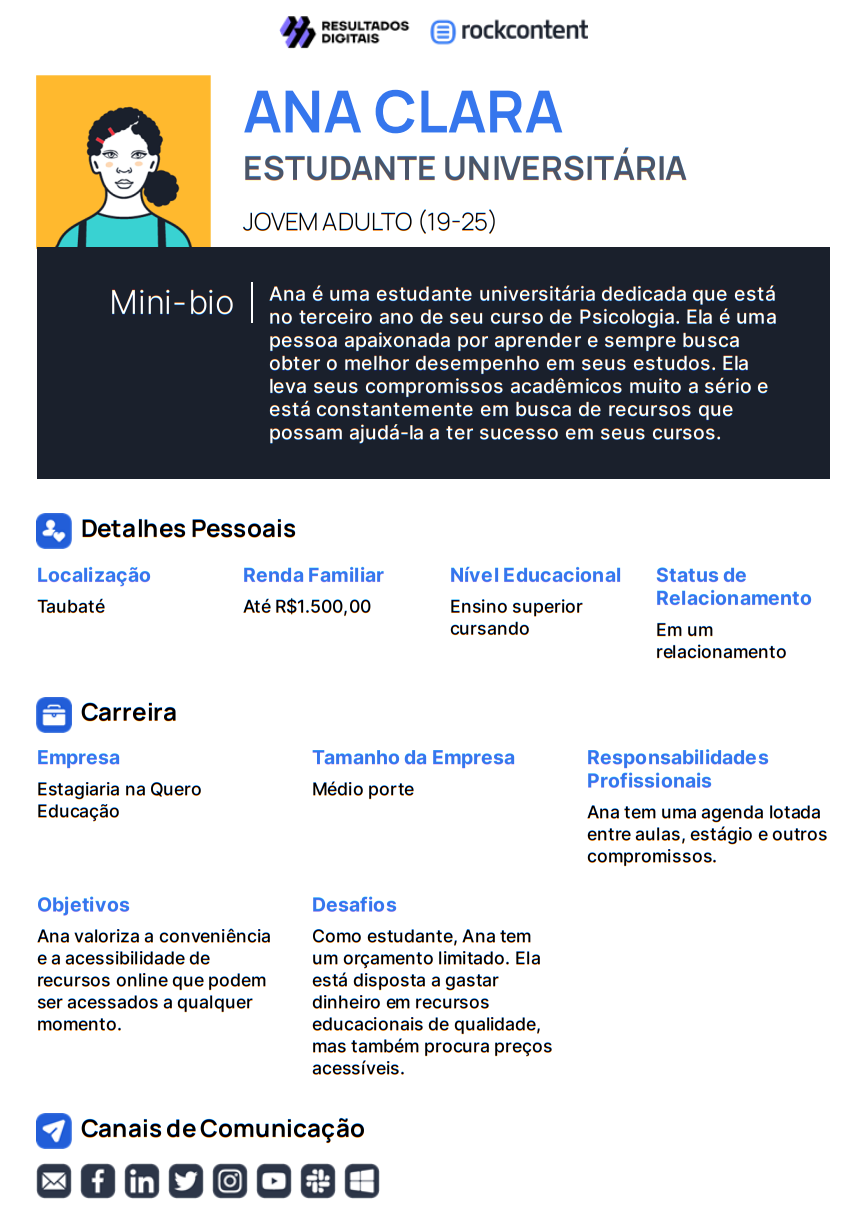 RESULTADOS
DIGITAIS
rockcontent
ANA CLARA
ESTUDANTE UNIVERSITÁRIA
JOVEM ADULTO (19-25)
Mini-bio
Ana é uma estudante universitária dedicada que está
no terceiro ano de seu curso de Psicologia. Ela é uma
pessoa apaixonada por aprender e sempre busca
obter o melhor desempenho em seus estudos. Ela
leva seus compromissos acadêmicos muito a sério e
está constantemente em busca de recursos que
possam ajudá-la a ter sucesso em seus cursos.
Detalhes Pessoais
Localização
Taubaté
Renda Familiar
Até R$1.500,00
Nível Educacional
Ensino superior
cursando
Status de
Relacionamento
Em um
relacionamento
Carreira
Empresa
Estagiaria na Quero
Educação
Tamanho da Empresa
Médio porte
Responsabilidades
Profissionais
Ana tem uma agenda lotada
entre aulas, estágio e outros
compromissos.
Objetivos
Ana valoriza a conveniência
e a acessibilidade de
recursos online que podem
ser acessados a qualquer
momento.
Desafios
Como estudante, Ana tem
um orçamento limitado. Ela
está disposta a gastar
dinheiro em recursos
educacionais de qualidade,
mas também procura preços
acessíveis.
Canais de Comunicação